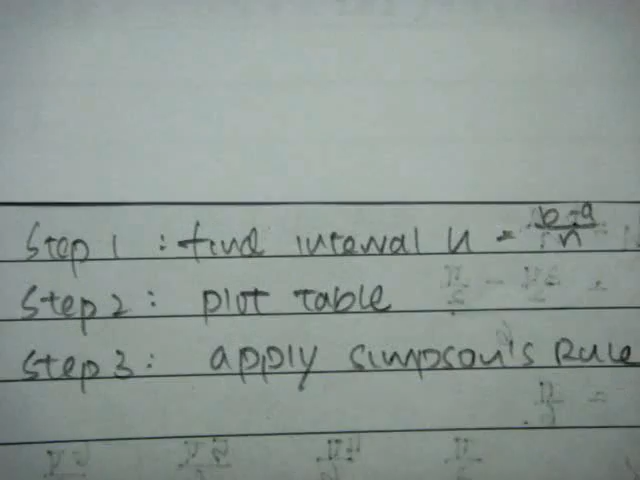 Step 1 : find interval h = b-a/n
Step 2 : plot table
Step 3 : apply Simpson's Rule